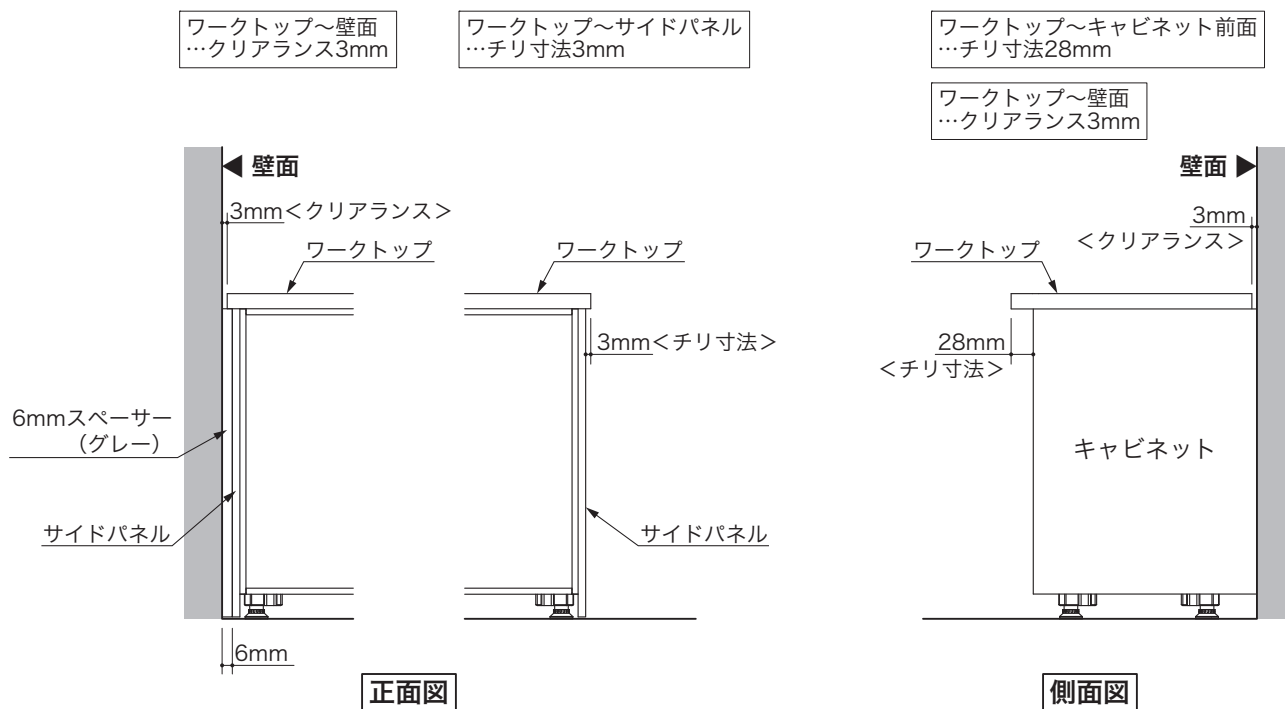 ワークトップ〜壁面
…クリアランス3mm
ワークトップ〜サイドパネル
…チリ寸法3mm
ワークトップ〜キャビネット前面
…チリ寸法28mm
ワークトップ〜壁面
…クリアランス3mm
◀ 壁面
3mm＜クリアランス＞
ワークトップ
ワークトップ
3mm＜チリ寸法＞
6mmスペーサー
（グレー）
サイドパネル
サイドパネル
6mm
正面図
壁面 ▶
3mm
＜クリアランス＞
ワークトップ
28mm
＜チリ寸法＞
キャビネット
側面図